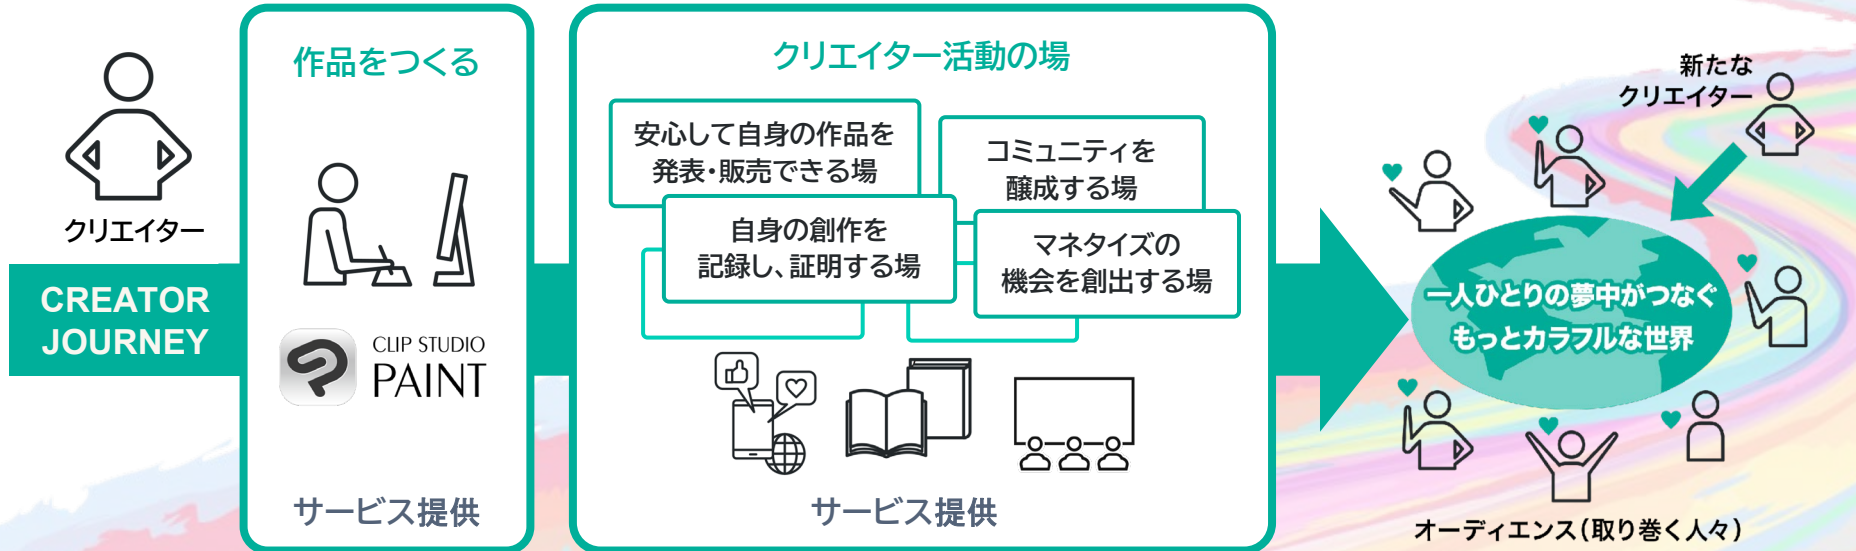 クリエイター
CREATOR
JOURNEY
作品をつくる
CLIP STUDIO
PAINT
サービス提供
クリエイター活動の場
安心して自身の作品を
発表・販売できる場
コミュニティを
醸成する場
自身の創作を
記録し、証明する場
マネタイズの
機会を創出する場
サービス提供
新たな
クリエイター
一人ひとりの夢中がつなぐ
もっとカラフルな世界
オーディエンス(取り巻く人々)